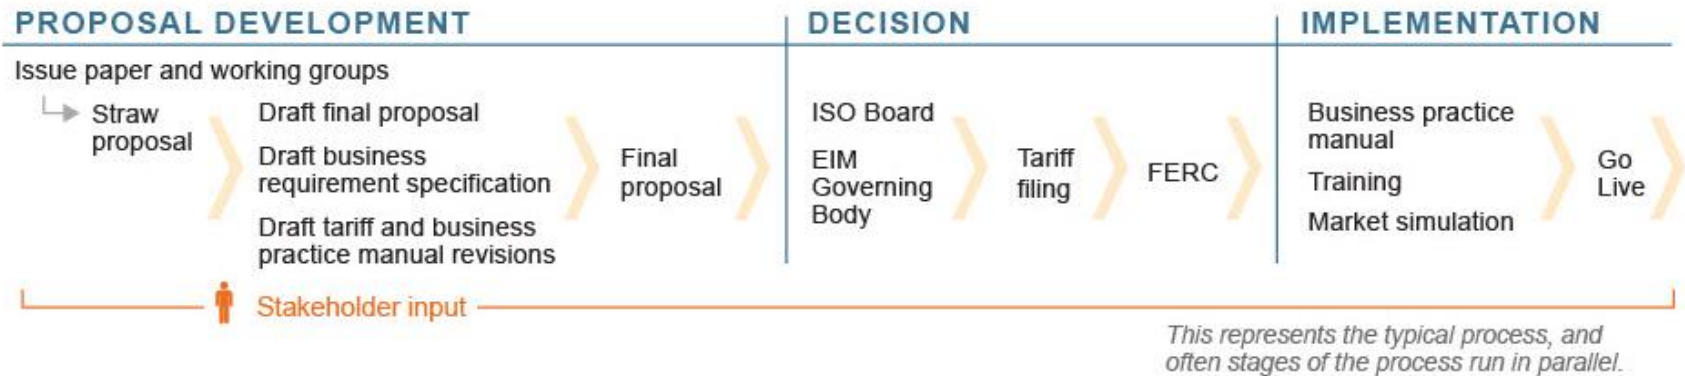 PROPOSAL DEVELOPMENT
Issue paper and working groups
Straw
proposal
Draft final proposal
Draft business
requirement specification
Draft tariff and business
practice manual revisions
Final
proposal
DECISION
ISO Board
EIM
Governing
Body
Tariff
filing
FERC
IMPLEMENTATION
Business practice
manual
Training
Market simulation
Go
Live
Stakeholder input
This represents the typical process, and
often stages of the process run in parallel.